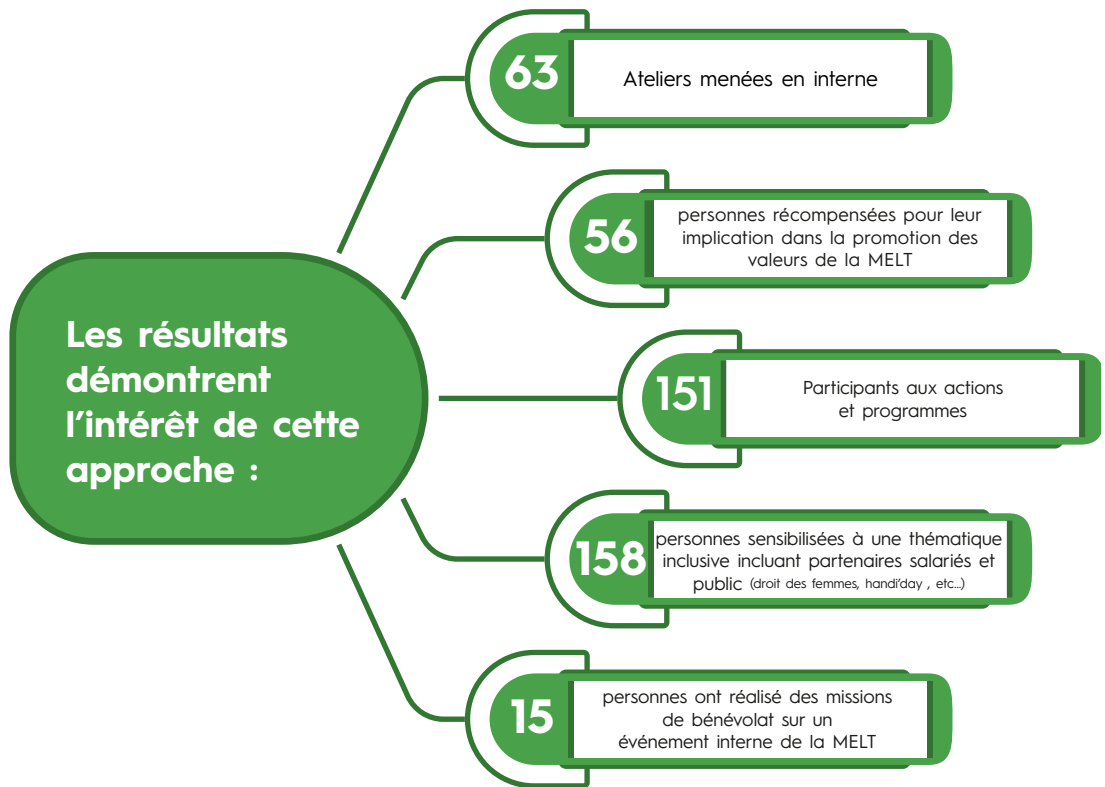 Les résultats
démontrent
l'intérêt de cette
approche :
63
Ateliers menées en interne
56
personnes récompensées pour leur
implication dans la promotion des
valeurs de la MELT
151
Participants aux actions
et programmes
158
personnes sensibilisées à une thématique
inclusive incluant partenaires salariés et
public (droit des femmes, handi'day , etc...)
15
personnes ont réalisé des missions
de bénévolat sur un
événement interne de la MELT